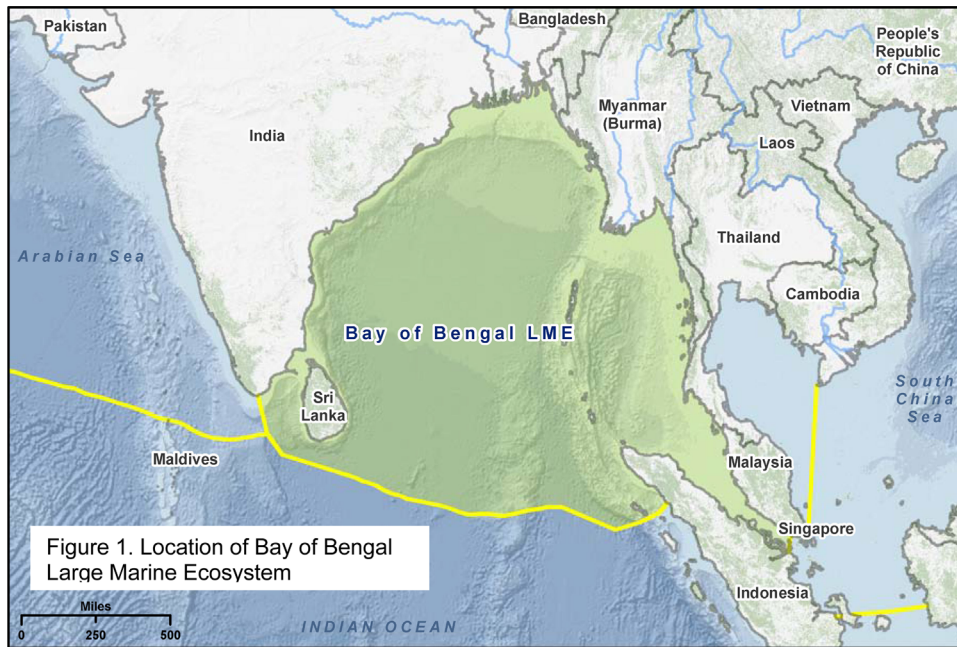 Pakistan
Bangladesh
People's
Republic
of China
India
Myanmar
(Burma)
Vietnam
Laos
Arabian Sea
Thailand
Cambodia
Bay of Bengal LME
Sri
Lanka
South
China
Sea
Maldives
Malaysia
Singapore
Indonesia
Figure 1. Location of Bay of Bengal
Large Marine Ecosystem
Miles
0 250 500
INDIAN OCEAN